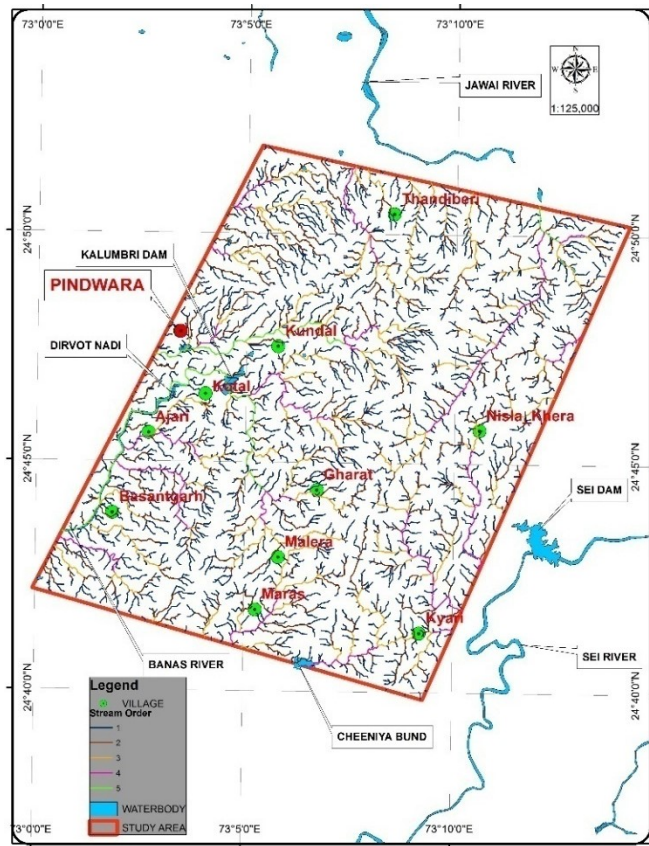 73°0'0"E
73°5'0"E
73°10'0"E
N
W E
S
1:125,000
JAWAI RIVER
Thandiberi
24°50'0"N
24°50'0"N
KALUMBRI DAM
PINDWARA
Kundal
DIRVOT NADI
Kotal
Ajari
Nisla Khera
24°45'0"N
24°45'0"N
Gharat
SEI DAM
Basantgarh
Malera
Maras
Kyari
SEI RIVER
BANAS RIVER
24°40'0"N
24°40'0"N
Legend
VILLAGE
Stream Order
1
2
3
4
5
WATERBODY
STUDY AREA
CHEENIYA BUND
73°0'0"E
73°5'0"E
73°10'0"E